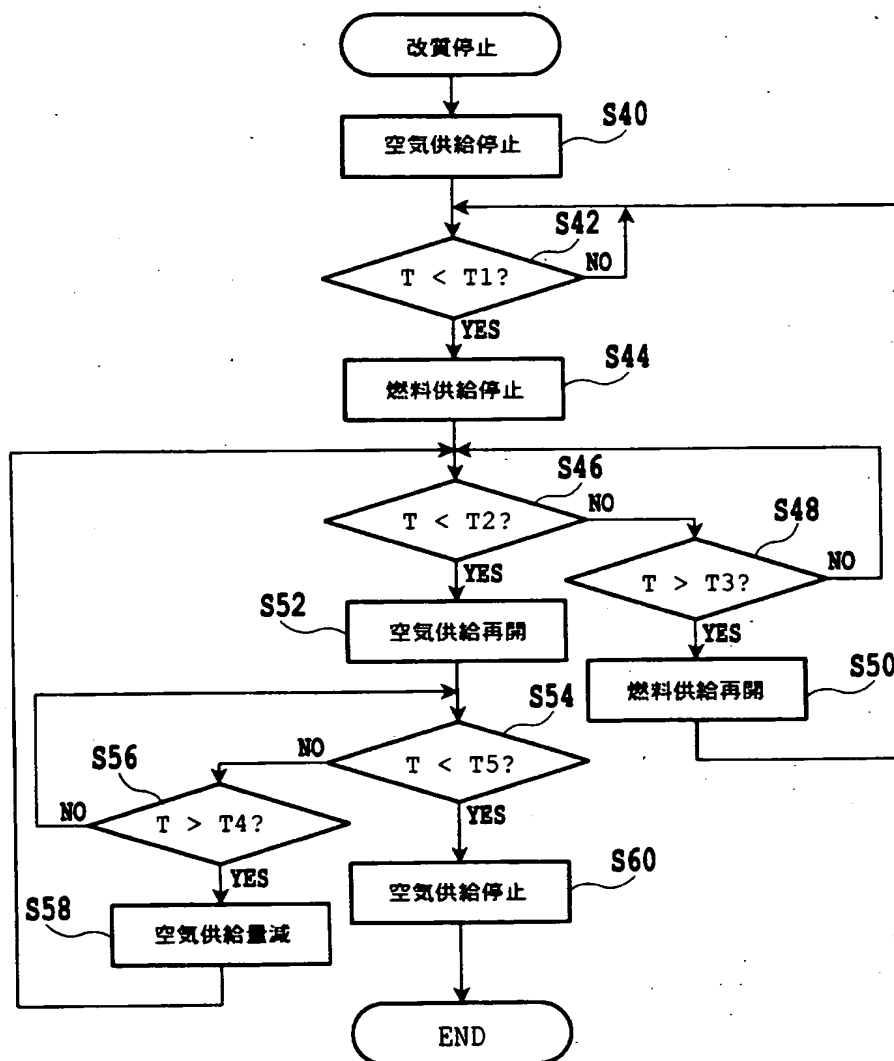 改質停止
S40
空気供給停止
S42
T < T1?
NO
YES
S44
燃料供給停止
S46
T < T2?
NO
S48
YES
T > T3?
NO
S52
空気供給再開
YES
S50
燃料供給再開
S54
T < T5?
NO
S56
YES
T > T4?
NO
YES
S60
空気供給停止
S58
空気供給量減
END